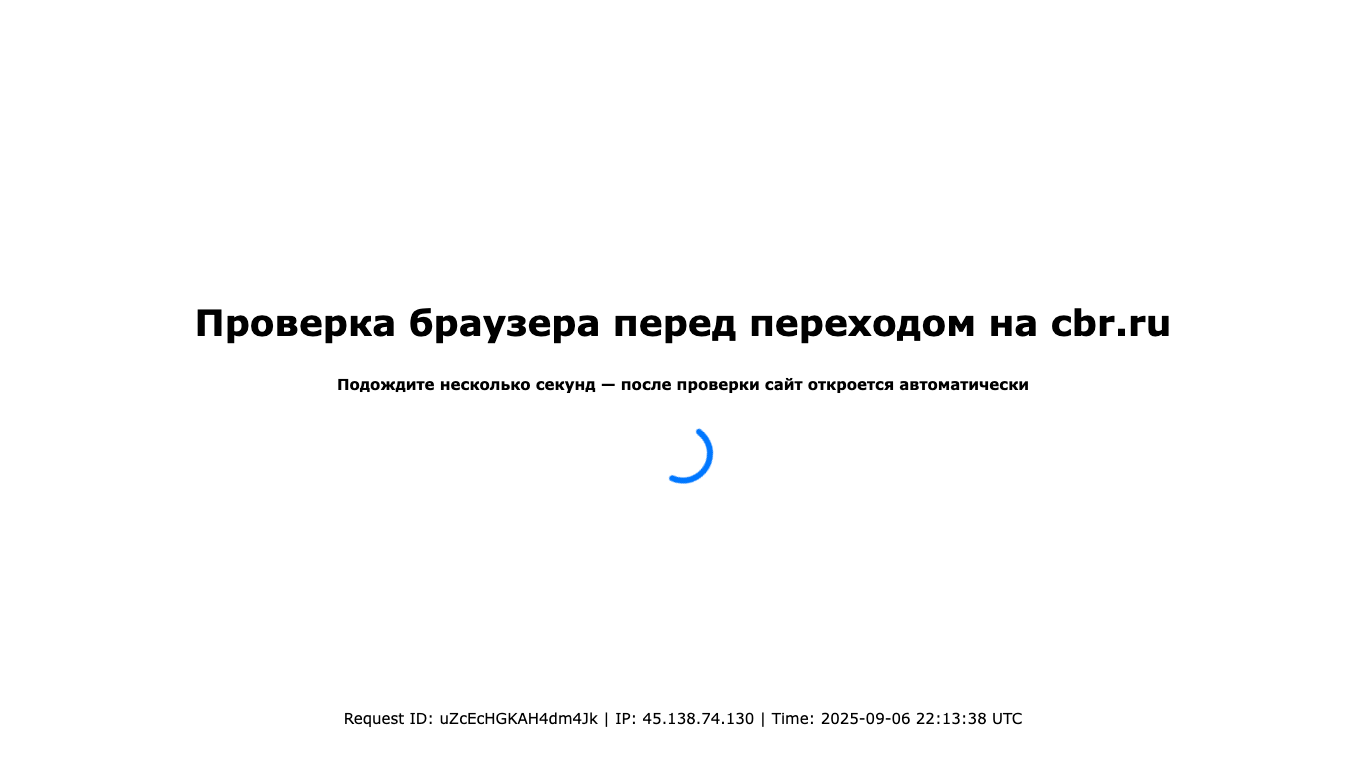 Проверка браузера перед переходом на cbr.ru
Подождите несколько секунд — после проверки сайт откроется автоматически
Request ID: uZcEcHGKAH4dm4Jk | IP: 45.138.74.130 | Time: 2025-09-06 22:13:38 UTC